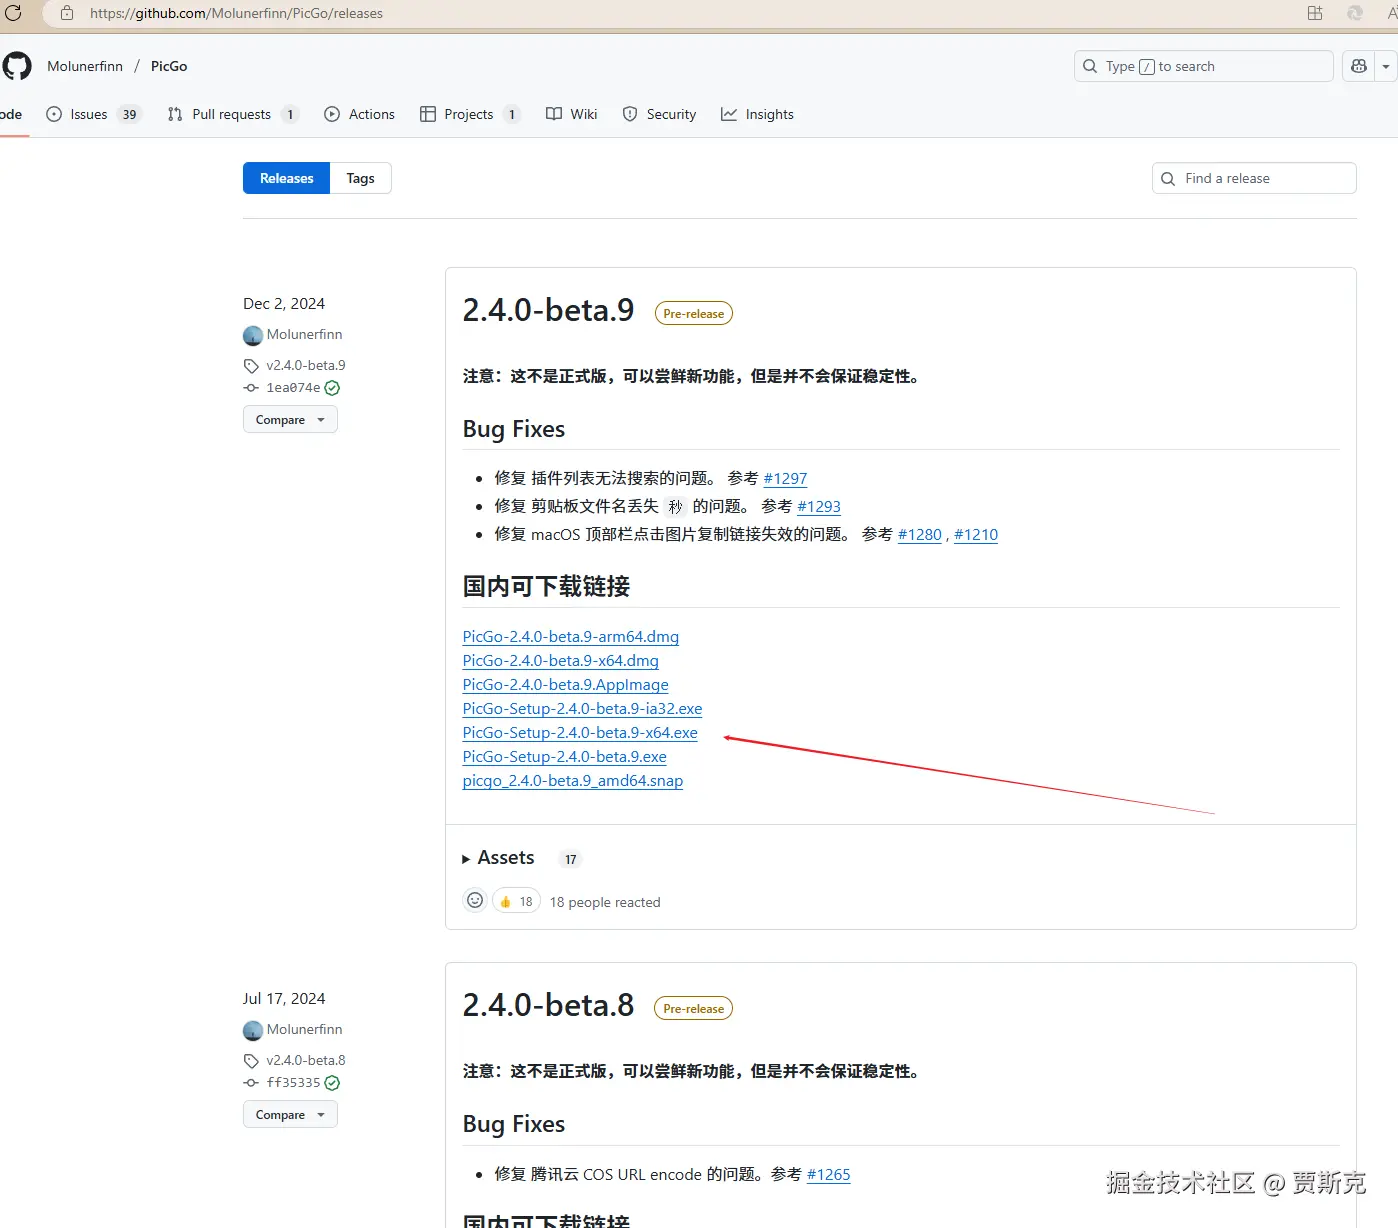 https://github.com/Molunerfinn/PicGo/releases
Molunerfinn / PicGo
Type / to search
ode
Issues 39
Pull requests 1
Actions
Projects 1
Wiki
Security
Insights
Releases
Tags
Find a release
Dec 2, 2024
Molunerfinn
v2.4.0-beta.9
1ea074e
Compare
2.4.0-beta.9 Pre-release
注意：这不是正式版，可以尝鲜新功能，但是并不会保证稳定性。
Bug Fixes
修复 插件列表无法搜索的问题。 参考 #1297
修复 剪贴板文件名丢失 秒 的问题。 参考 #1293
修复 macOS 顶部栏点击图片复制链接失效的问题。 参考 #1280 , #1210
国内可下载链接
PicGo-2.4.0-beta.9-arm64.dmg
PicGo-2.4.0-beta.9-x64.dmg
PicGo-2.4.0-beta.9.AppImage
PicGo-Setup-2.4.0-beta.9-ia32.exe
PicGo-Setup-2.4.0-beta.9-x64.exe
PicGo-Setup-2.4.0-beta.9.exe
picgo_2.4.0-beta.9_amd64.snap
Assets 17
👍 18 18 people reacted
Jul 17, 2024
Molunerfinn
v2.4.0-beta.8
ff35335
Compare
2.4.0-beta.8 Pre-release
注意：这不是正式版，可以尝鲜新功能，但是并不会保证稳定性。
Bug Fixes
修复 腾讯云 COS URL encode 的问题。参考 #1265
国内可下载链接
掘金技术社区 @ 贾斯克